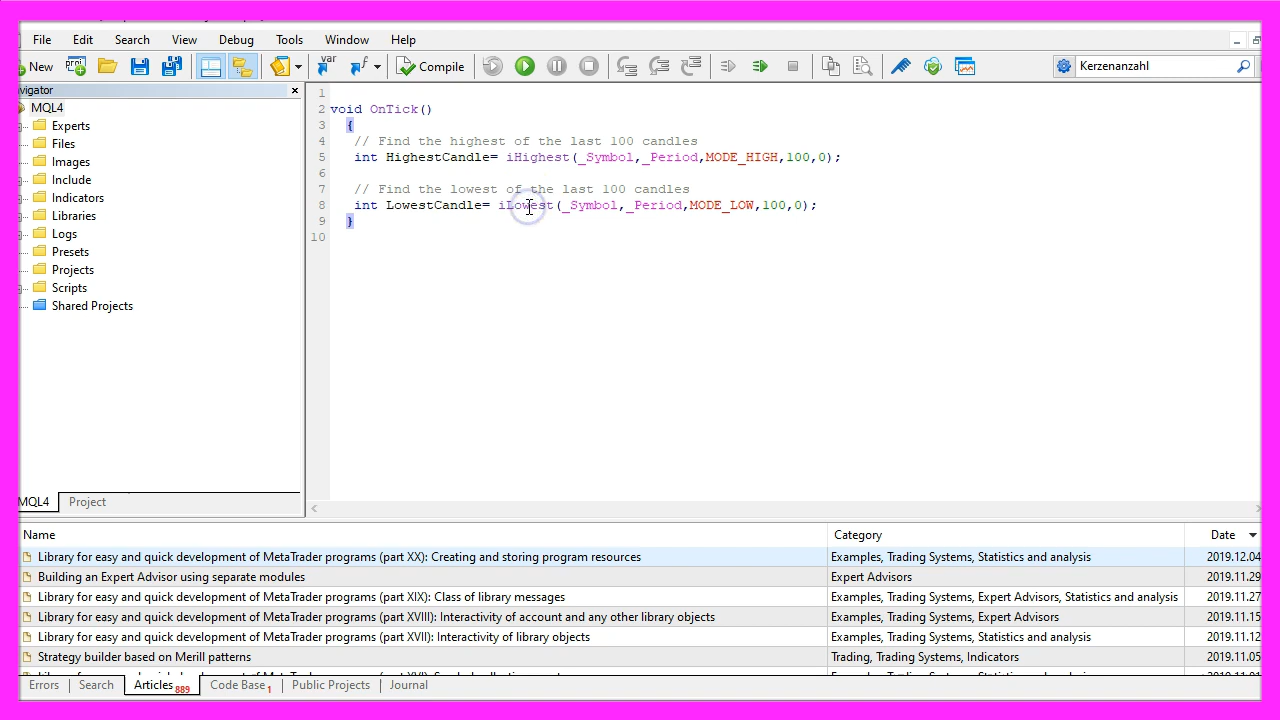 File Edit Search View Debug Tools Window Help
New Compile Kerzenanzahl
avigator
MQL4
Experts
Files
Images
Include
Indicators
Libraries
Logs
Presets
Projects
Scripts
Shared Projects
MQL4 Project
1
2 void OnTick()
3 {
4 // Find the highest of the last 100 candles
5 int HighestCandle= iHighest(_Symbol,_Period,MODE_HIGH,100,0);
6
7 // Find the lowest of the last 100 candles
8 int LowestCandle= iLowest(_Symbol,_Period,MODE_LOW,100,0);
9 }
10
Name Category Date
Library for easy and quick development of MetaTrader programs (part XX): Creating and storing program resources Examples, Trading Systems, Statistics and analysis 2019.12.04
Building an Expert Advisor using separate modules Expert Advisors 2019.11.29
Library for easy and quick development of MetaTrader programs (part XIX): Class of library messages Examples, Trading Systems, Expert Advisors, Statistics and analysis 2019.11.27
Library for easy and quick development of MetaTrader programs (part XVIII): Interactivity of account and any other library objects Examples, Trading Systems, Expert Advisors 2019.11.15
Library for easy and quick development of MetaTrader programs (part XVII): Interactivity of library objects Examples, Trading Systems, Statistics and analysis 2019.11.12
Strategy builder based on Merill patterns Trading, Trading Systems, Indicators 2019.11.05
Errors Search Articles 889 Code Base 1 Public Projects Journal